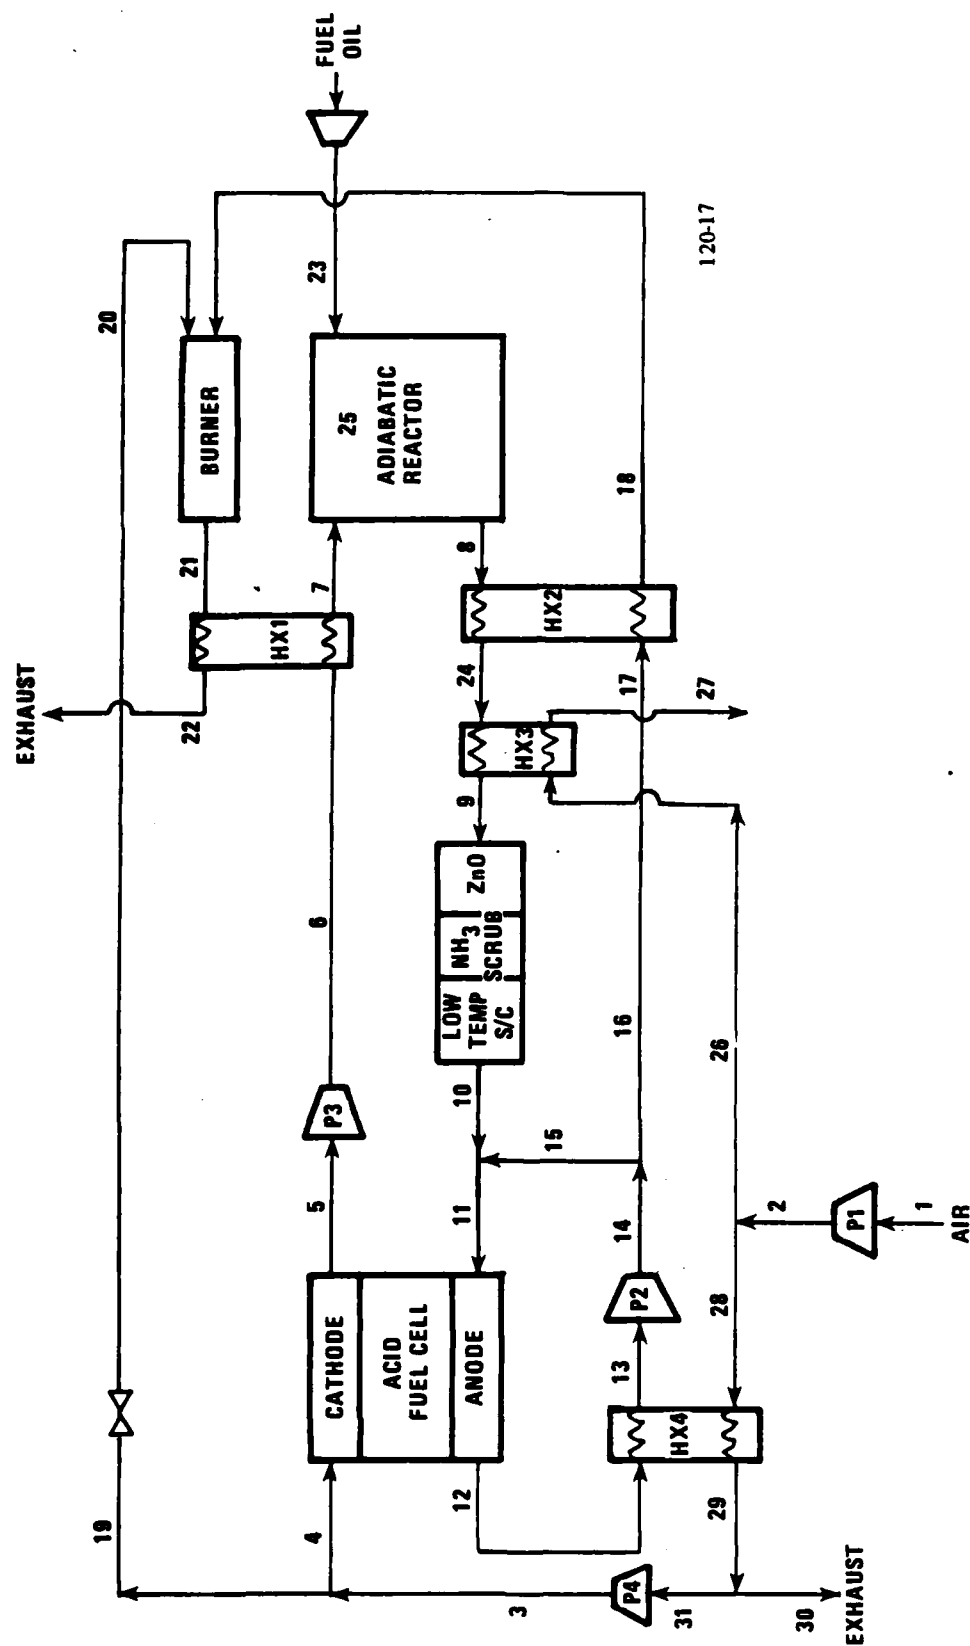 FUEL
OIL
20
23
120-17
BURNER
25
ADIABATIC
REACTOR
18
21
7
8
EXHAUST
22
HX1
HX2
24
17
27
HX3
9
6
ZnO
NH3
SCRUB
LOW
TEMP
S/C
16
26
P3
10
15
5
11
14
2
P1
1
AIR
CATHODE
ACID
FUEL CELL
ANODE
P2
13
28
HX4
19
4
12
29
3
P4
31
30
EXHAUST